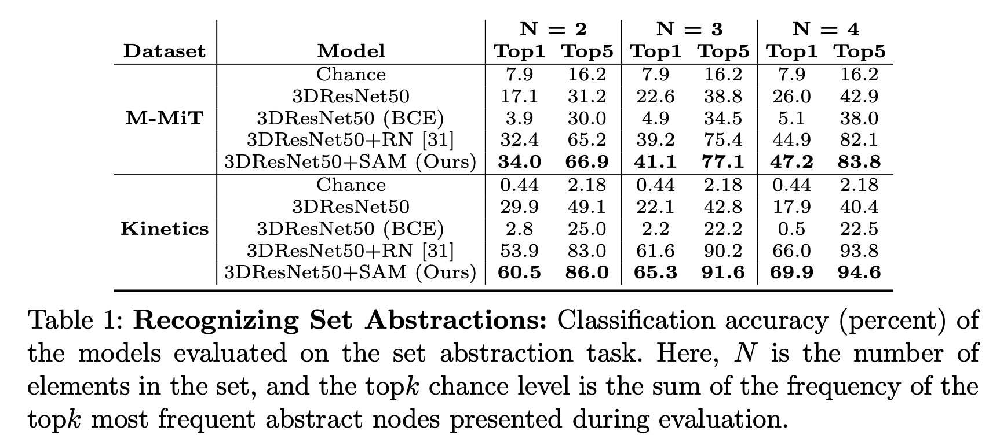 N = 2 N = 3 N = 4
Dataset Model Top1 Top5 Top1 Top5 Top1 Top5
Chance 7.9 16.2 7.9 16.2 7.9 16.2
3DResNet50 17.1 31.2 22.6 38.8 26.0 42.9
M-MiT 3DResNet50 (BCE) 3.9 30.0 4.9 34.5 5.1 38.0
3DResNet50+RN [31] 32.4 65.2 39.2 75.4 44.9 82.1
3DResNet50+SAM (Ours) 34.0 66.9 41.1 77.1 47.2 83.8
Chance 0.44 2.18 0.44 2.18 0.44 2.18
3DResNet50 29.9 49.1 22.1 42.8 17.9 40.4
Kinetics 3DResNet50 (BCE) 2.8 25.0 2.2 22.2 0.5 22.5
3DResNet50+RN [31] 53.9 83.0 61.6 90.2 66.0 93.8
3DResNet50+SAM (Ours) 60.5 86.0 65.3 91.6 69.9 94.6
Table 1: Recognizing Set Abstractions: Classification accuracy (percent) of
the models evaluated on the set abstraction task. Here, N is the number of
elements in the set, and the topk chance level is the sum of the frequency of the
topk most frequent abstract nodes presented during evaluation.